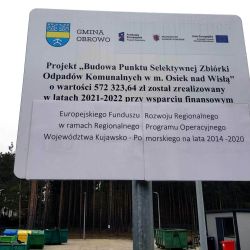 GMINA
OBROWO
Projekt „Budowa Punktu Selektywnej Zbiórki
Odpadów Komunalnych w m. Osiek nad Wisłą”
o wartości 572 323,64 zł został zrealizowany
w latach 2021-2022 przy wsparciu finansowym
Europejskiego Funduszu Rozwoju Regionalnego
w ramach Regionalnego Programu Operacyjnego
Województwa Kujawsko - Pomorskiego na lata 2014 -2020